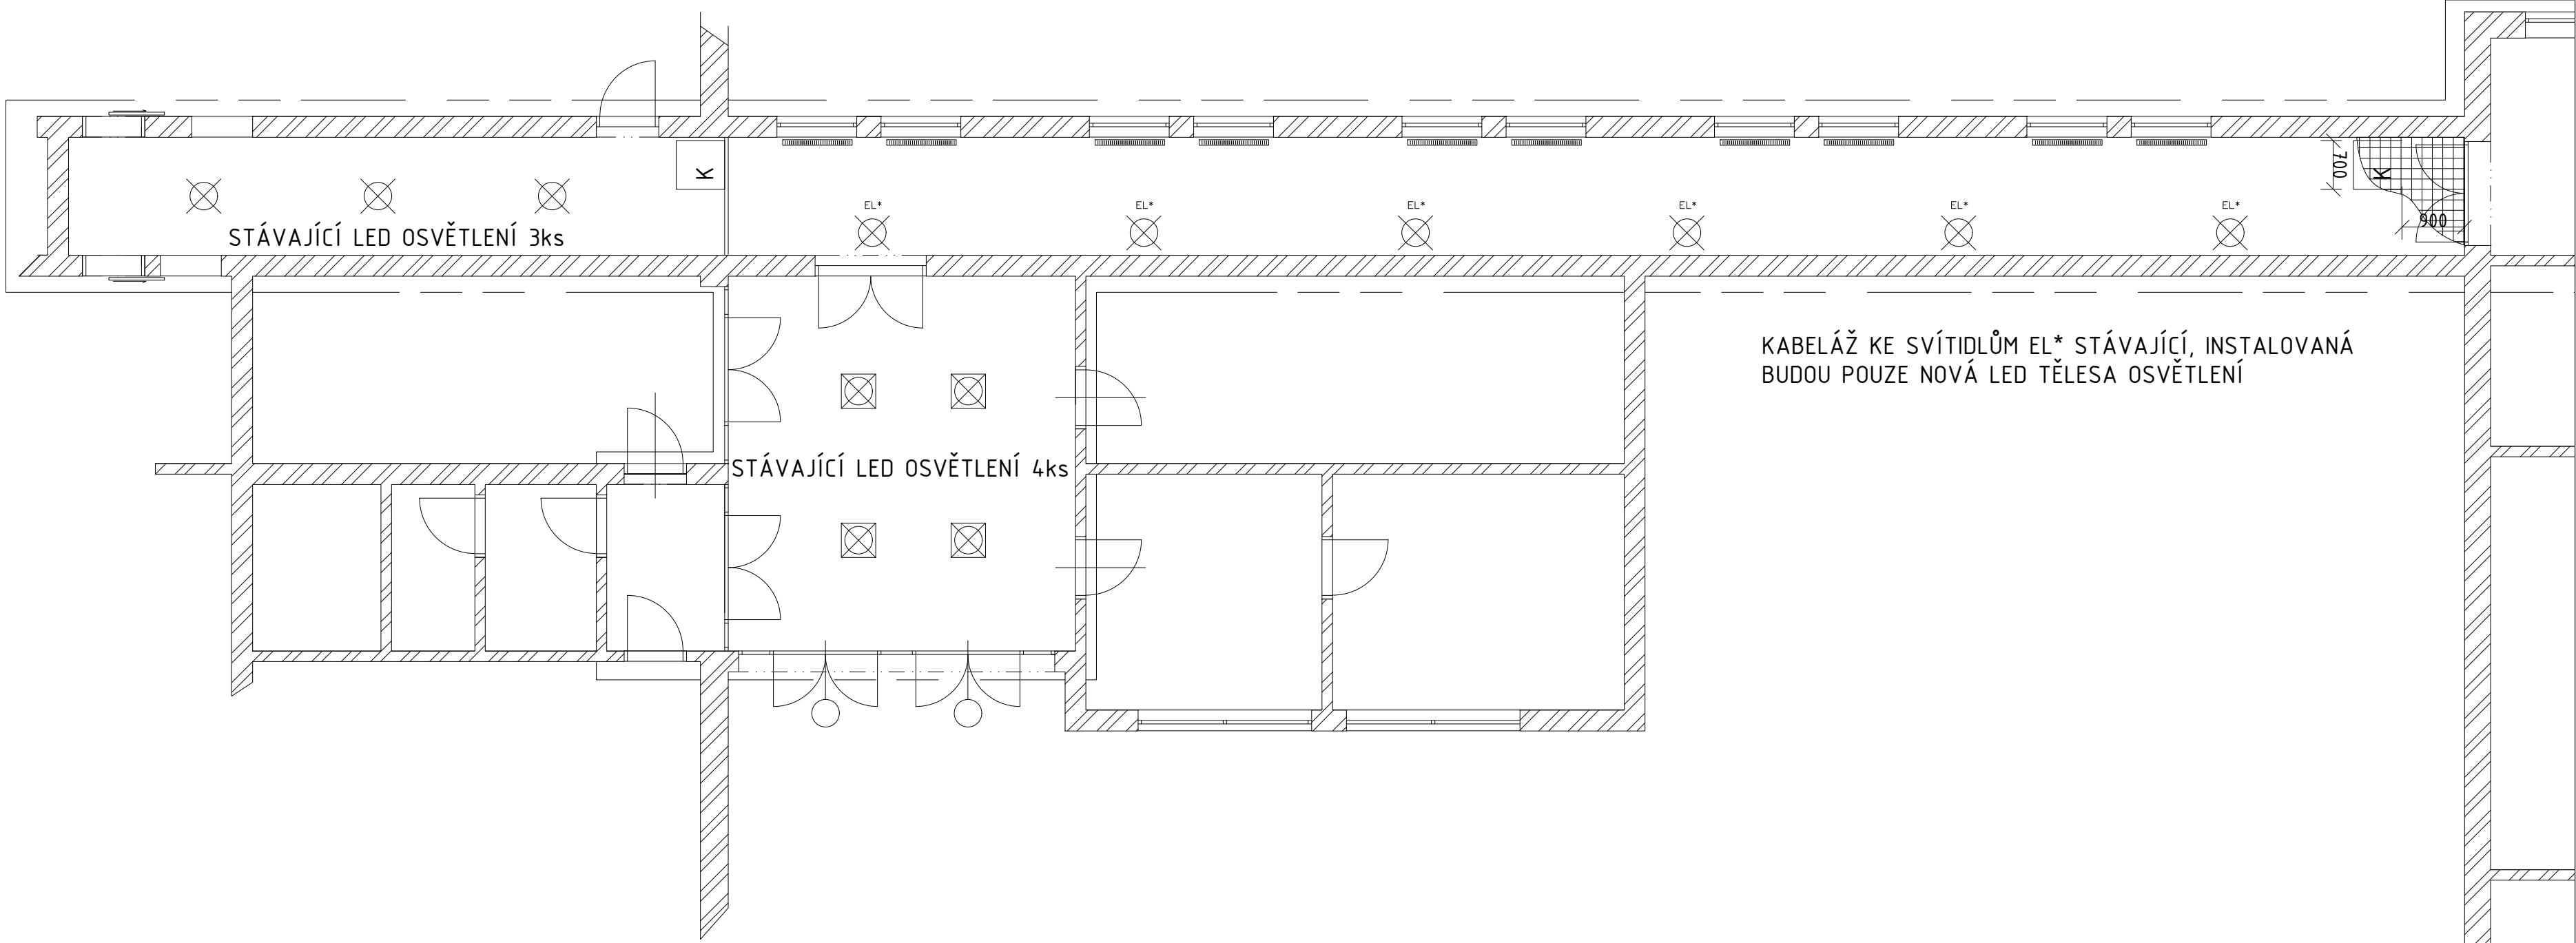 K
700
K
EL*
EL*
EL*
EL*
EL*
EL*
900
STÁVAJÍCÍ LED OSVĚTLENÍ 3ks
KABELÁŽ KE SVÍTIDLŮM EL* STÁVAJÍCÍ, INSTALOVANÁ
BUDOU POUZE NOVÁ LED TĚLESA OSVĚTLENÍ
STÁVAJÍCÍ LED OSVĚTLENÍ 4ks